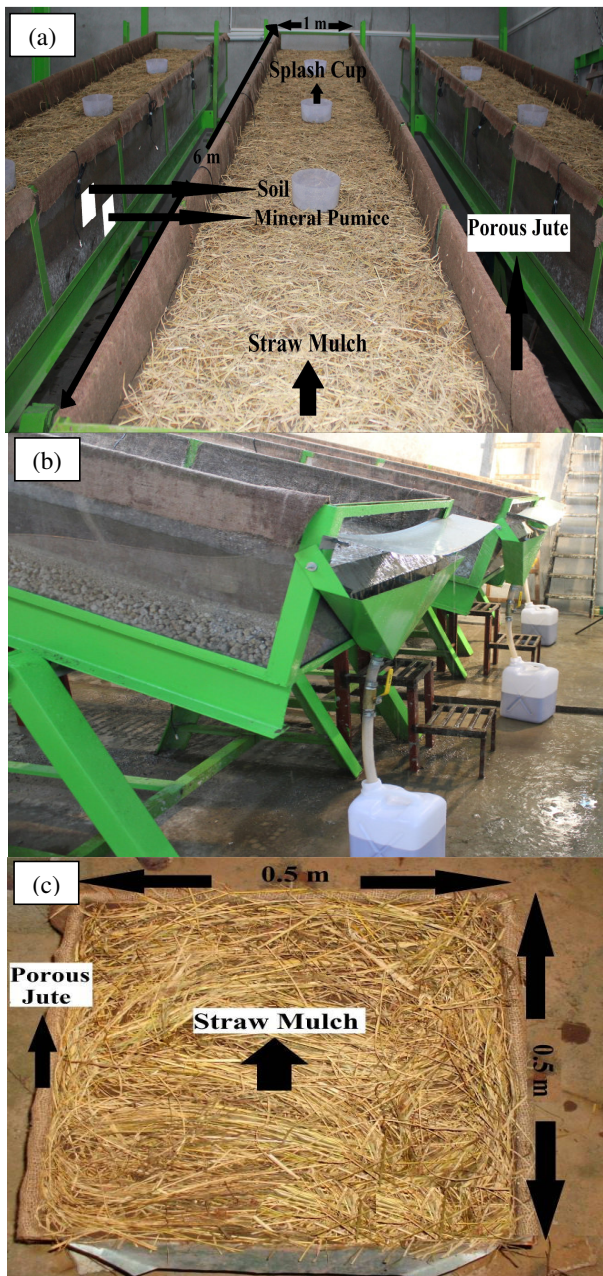 (a)
1 m
Splash Cup
6 m
Soil
Mineral Pumice
Porous Jute
Straw Mulch
(b)
(c)
0.5 m
Porous
Jute
Straw Mulch
0.5 m